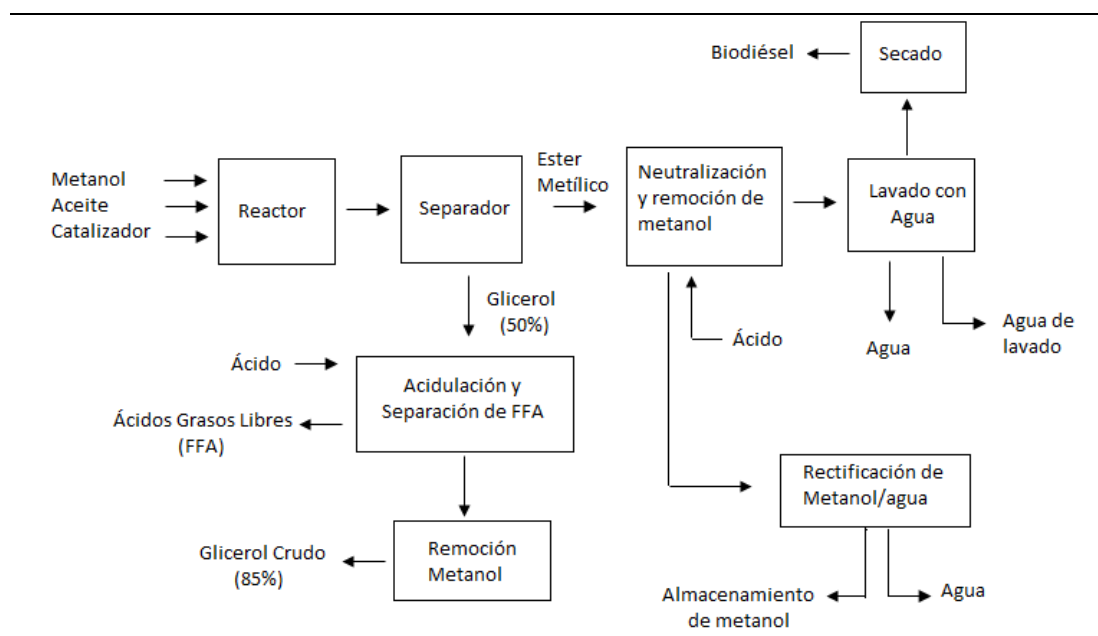 Biodiésel
Secado
Metanol
Aceite
Catalizador
Reactor
Separador
Ester
Metílico
Neutralización
y remoción de
metanol
Lavado con
Agua
Glicerol
(50%)
Ácido
Agua
Agua de
lavado
Ácido
Acidulación y
Separación de FFA
Ácidos Grasos Libres
(FFA)
Rectificación de
Metanol/agua
Glicerol Crudo
(85%)
Remoción
Metanol
Almacenamiento
de metanol
Agua